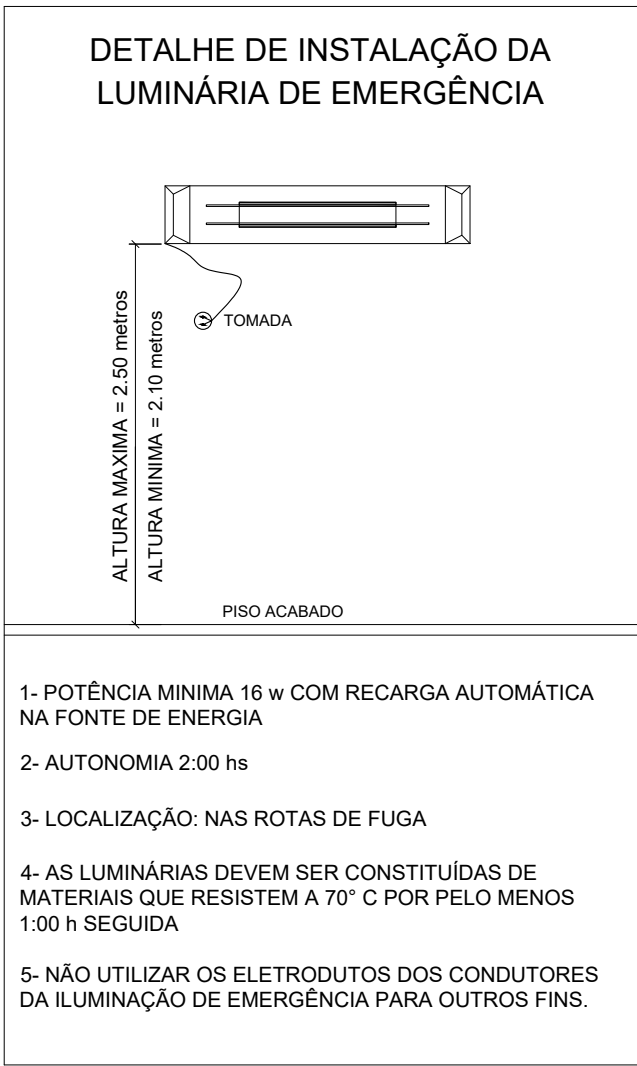 DETALHE DE INSTALAÇÃO DA
LUMINÁRIA DE EMERGÊNCIA
TOMADA
ALTURA MAXIMA = 2.50 metros
ALTURA MINIMA = 2.10 metros
PISO ACABADO
1- POTÊNCIA MINIMA 16 w COM RECARGA AUTOMÁTICA
NA FONTE DE ENERGIA
2- AUTONOMIA 2:00 hs
3- LOCALIZAÇÃO: NAS ROTAS DE FUGA
4- AS LUMINÁRIAS DEVEM SER CONSTITUÍDAS DE
MATERIAIS QUE RESISTEM A 70° C POR PELO MENOS
1:00 h SEGUIDA
5- NÃO UTILIZAR OS ELETRODUTOS DOS CONDUTORES
DA ILUMINAÇÃO DE EMERGÊNCIA PARA OUTROS FINS.